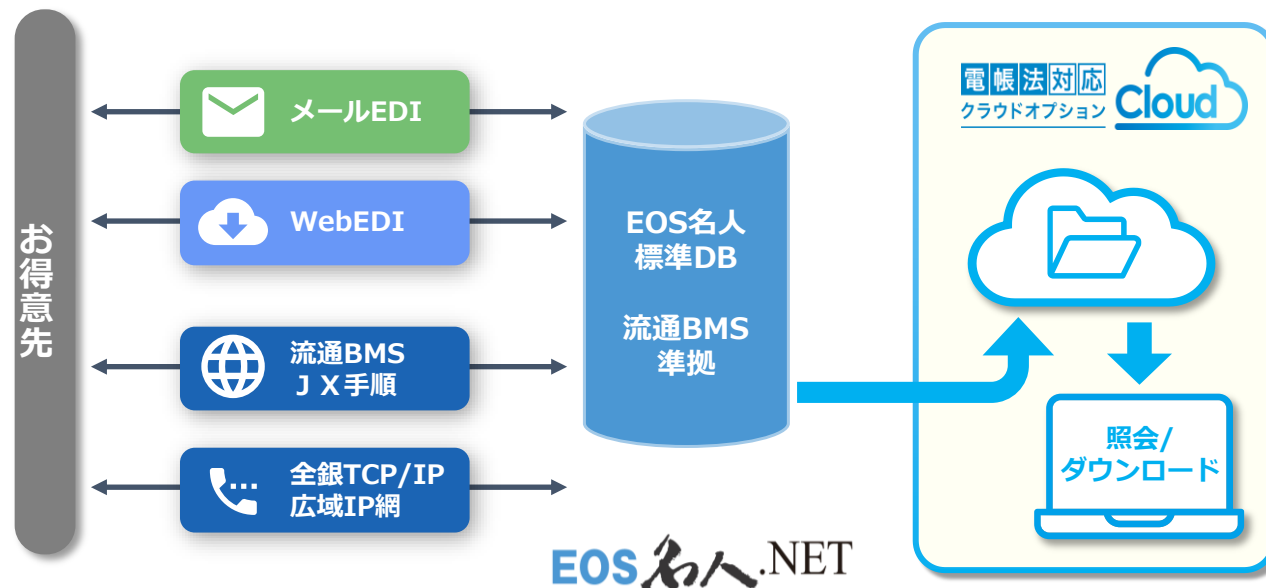 お得意先
メールEDI
WebEDI
流通BMS
ＪＸ手順
全銀TCP/IP
広域IP網
EOS名人
標準DB
流通BMS
準拠
EOS名人.NET
電帳法対応
クラウドオプション
Cloud
照会/
ダウンロード